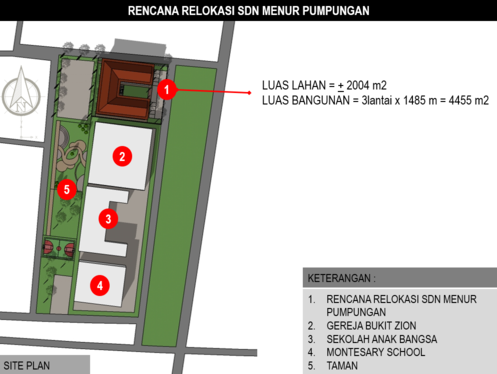 RENCANA RELOKASI SDN MENUR PUMPUNGAN
LUAS LAHAN = ± 2004 m2
LUAS BANGUNAN = 3lantai x 1485 m = 4455 m2
1
2
3
4
5
KETERANGAN :
1. RENCANA RELOKASI SDN MENUR
PUMPUNGAN
2. GEREJA BUKIT ZION
3. SEKOLAH ANAK BANGSA
4. MONTESARY SCHOOL
5. TAMAN
SITE PLAN